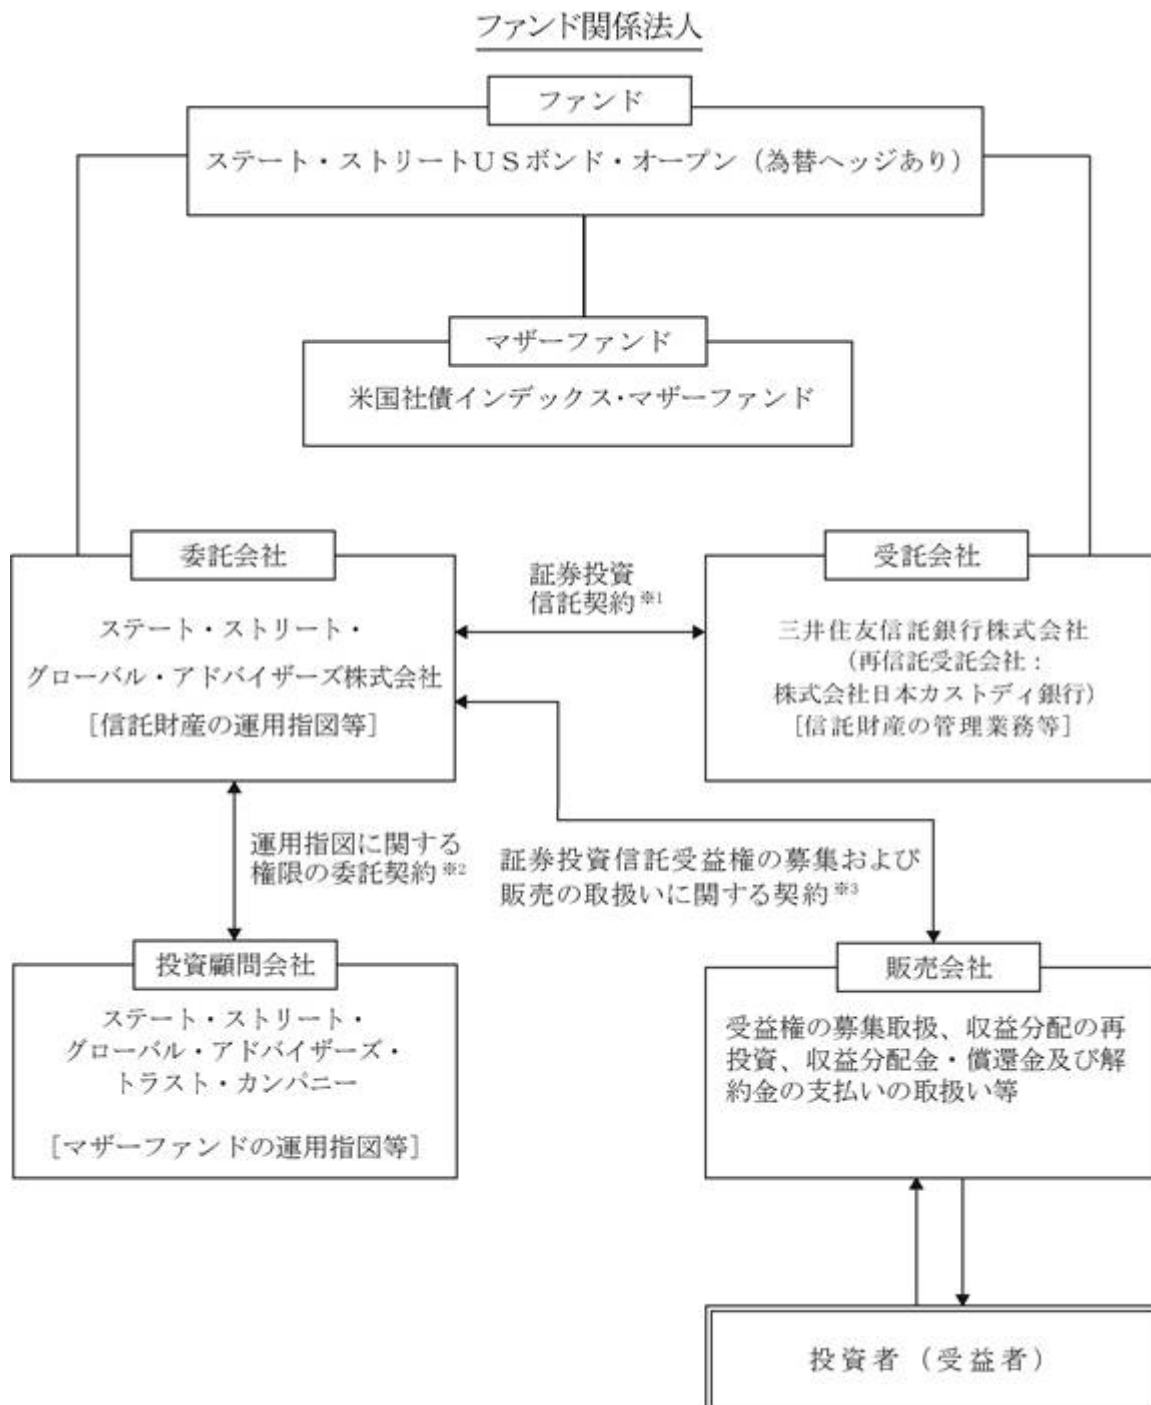 ファンド関係法人
ファンド
ステート・ストリートUSボンド・オープン（為替ヘッジあり）
マザーファンド
米国社債インデックス・マザーファンド
委託会社
ステート・ストリート・
グローバル・アドバイザーズ株式会社
［信託財産の運用指図等］
証券投資
信託契約※1
受託会社
三井住友信託銀行株式会社
（再信託受託会社：
株式会社日本カストディ銀行）
［信託財産の管理業務等］
運用指図に関する
権限の委託契約※2
証券投資信託受益権の募集および
販売の取扱いに関する契約※3
投資顧問会社
ステート・ストリート・
グローバル・アドバイザーズ・
トラスト・カンパニー
［マザーファンドの運用指図等］
販売会社
受益権の募集取扱、収益分配の再
投資、収益分配金・償還金及び解
約金の支払いの取扱い等
投資者（受益者）